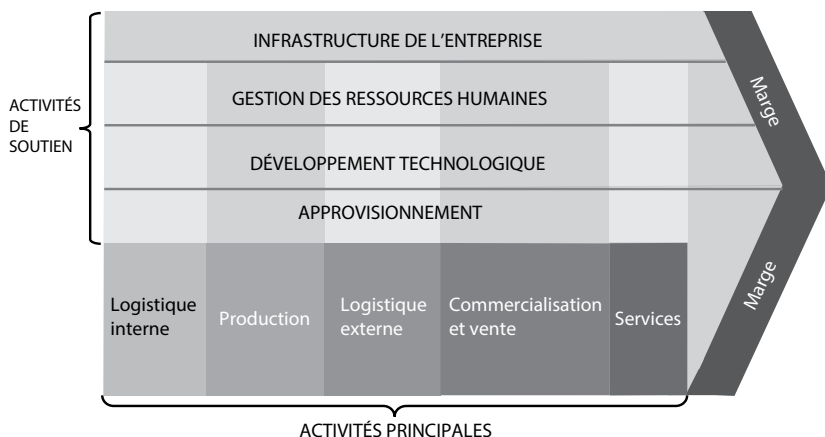 INFRASTRUCTURE DE L’ENTREPRISE
ACTIVITÉS
DE
SOUTIEN
GESTION DES RESSOURCES HUMAINES
DÉVELOPPEMENT TECHNOLOGIQUE
APPROVISIONNEMENT
Marge
Marge
Logistique
interne
Production
Logistique
externe
Commercialisation
et vente
Services
ACTIVITÉS PRINCIPALES